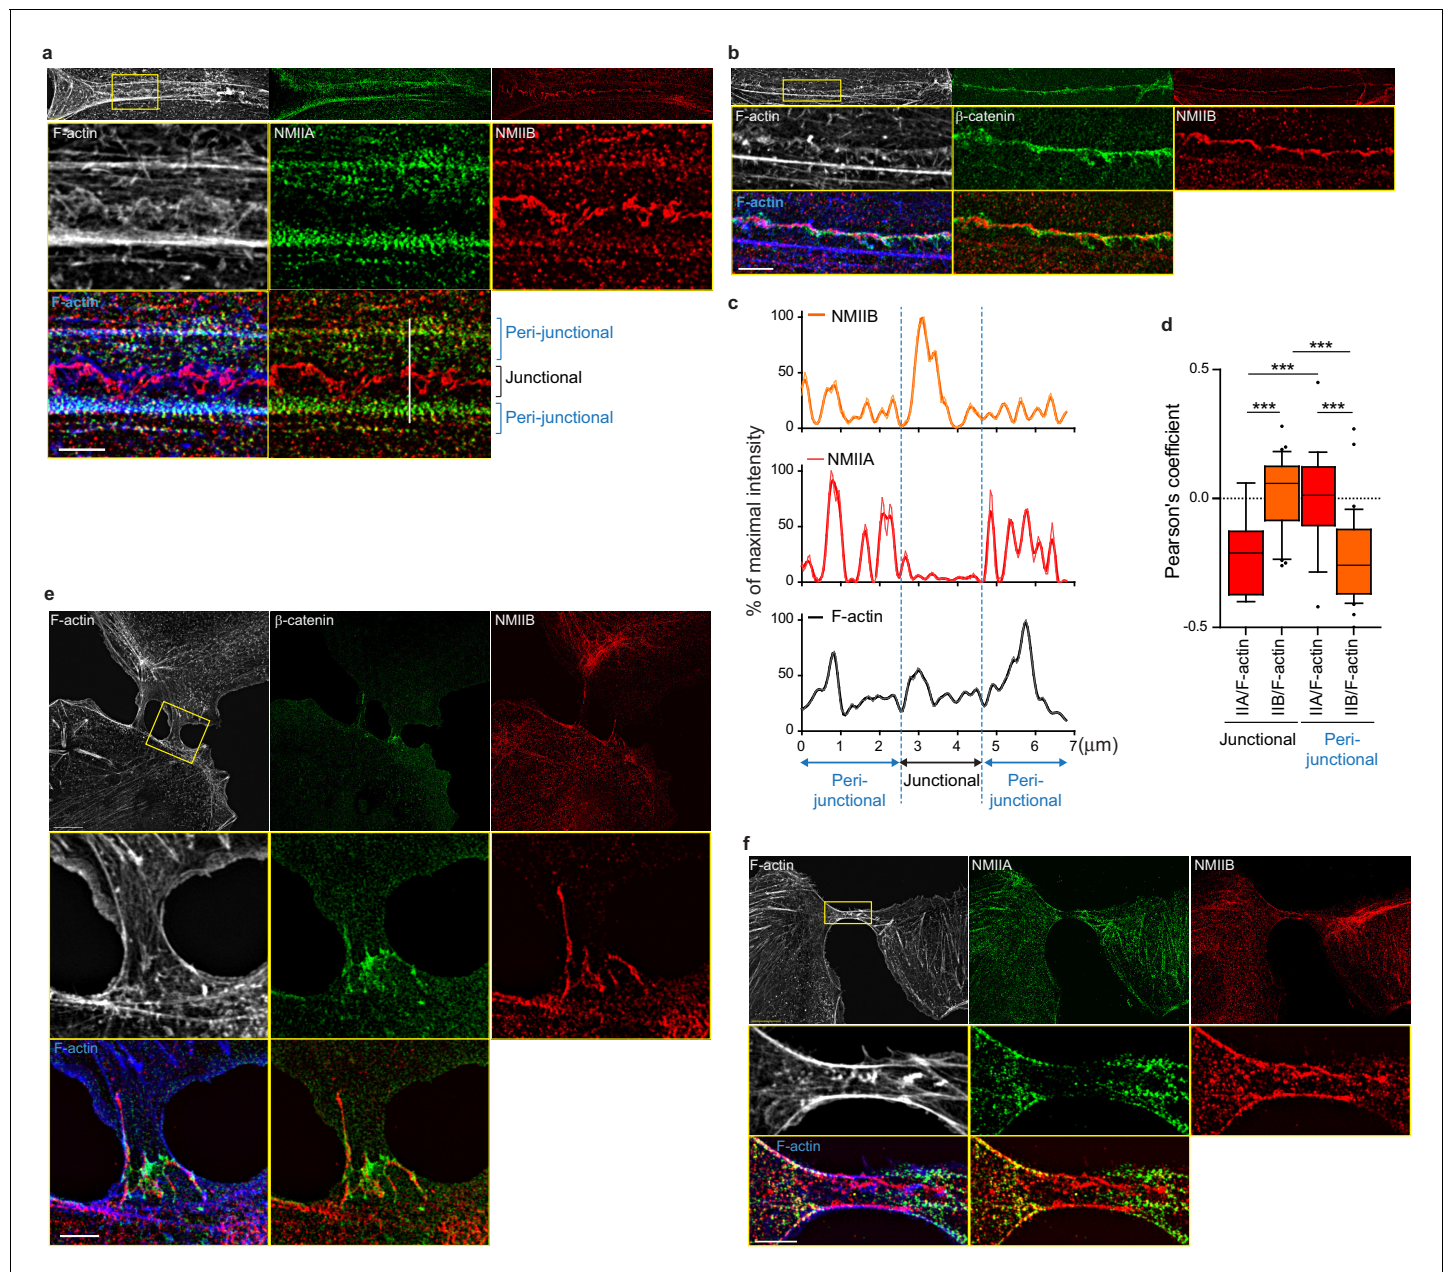 a
F-actin
NMIIA
NMIIB
F-actin
Peri-junctional
Junctional
Peri-junctional
b
F-actin
β-catenin
NMIIB
F-actin
c
% of maximal intensity
100
50
0
NMIIB
100
50
0
NMIIA
100
50
0
F-actin
0 1 2 3 4 5 6 7 (μm)
Peri-
junctional
Junctional
Peri-
junctional
d
Pearson's coefficient
0.5
0.0
-0.5
***
***
***
***
IIA/F-actin
IIB/F-actin
IIA/F-actin
IIB/F-actin
Junctional
Peri-
junctional
e
F-actin
β-catenin
NMIIB
F-actin
f
F-actin
NMIIA
NMIIB
F-actin